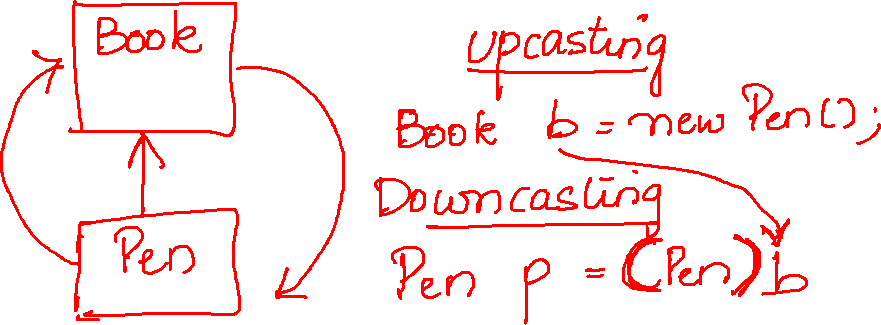 Book
Pen
upcasting
Book b = new Pen();
Downcasting
Pen p = (Pen) b